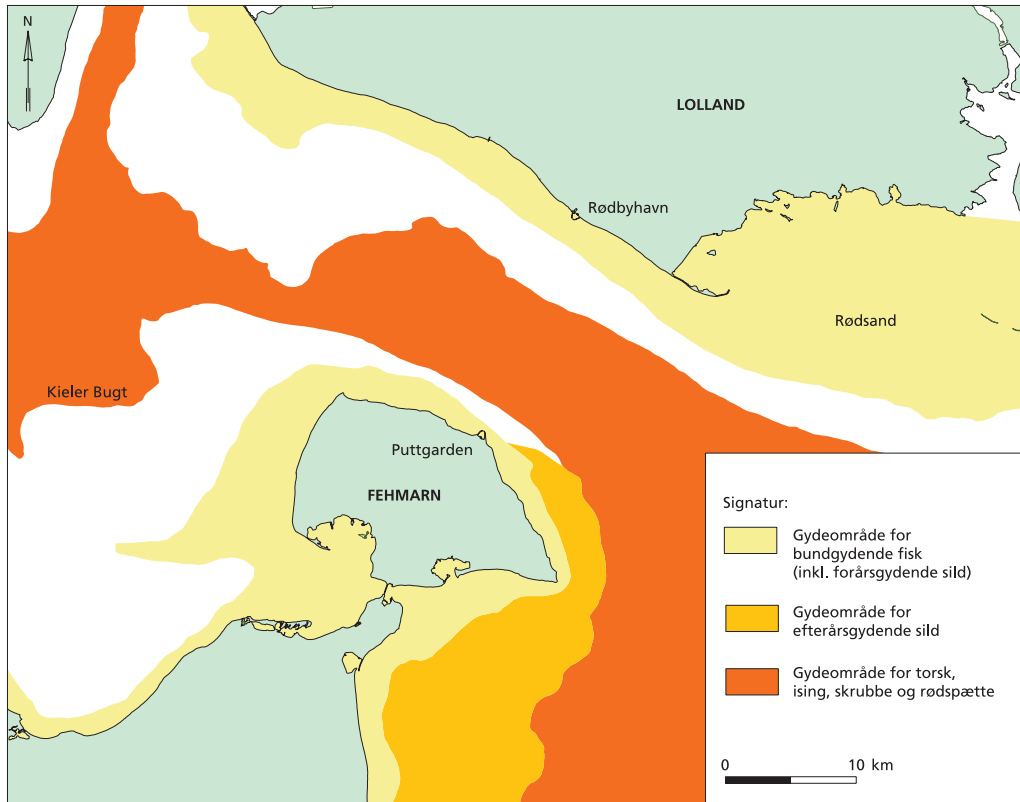 N
LOLLAND
Rødbyhavn
Rødsand
Kieler Bugt
Puttgarden
FEHMARN
Signatur:
Gydeområde for
bundgydende fisk
(inkl. forårsgydende sild)
Gydeområde for
efterårsgydende sild
Gydeområde for torsk,
ising, skrubbe og rødspætte
0 10 km